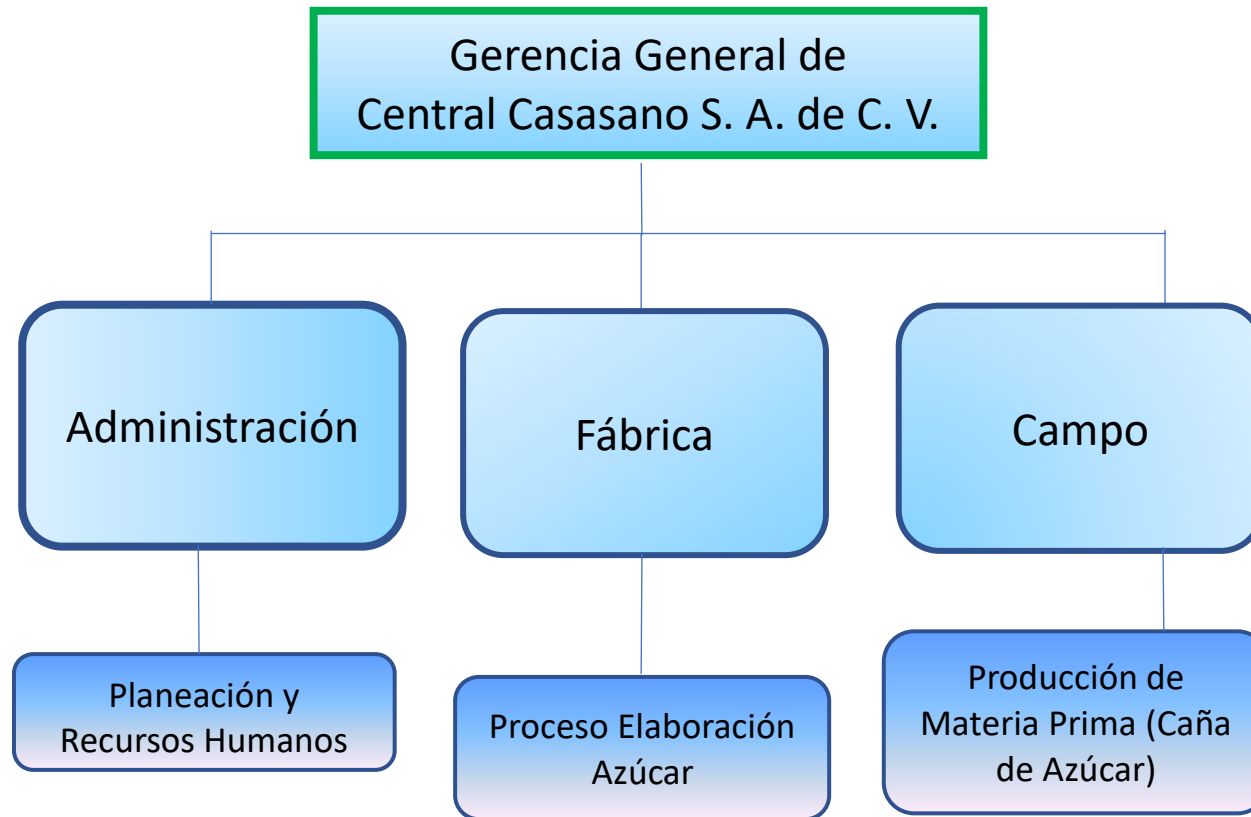 Gerencia General de
Central Casasano S. A. de C. V.
Administración
Fábrica
Campo
Planeación y
Recursos Humanos
Proceso Elaboración
Azúcar
Producción de
Materia Prima (Caña
de Azúcar)